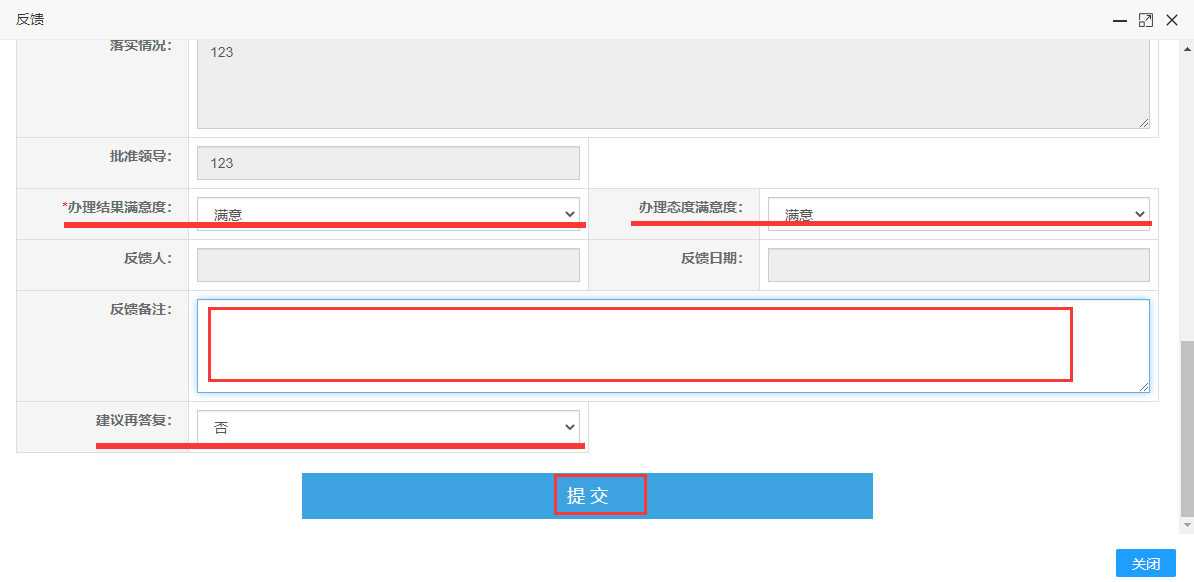 反馈
落实情况:
123
批准领导:
123
*办理结果满意度:
满意
办理态度满意度:
满意
反馈人:
反馈日期:
反馈备注:
建议再答复:
否
提 交
关闭